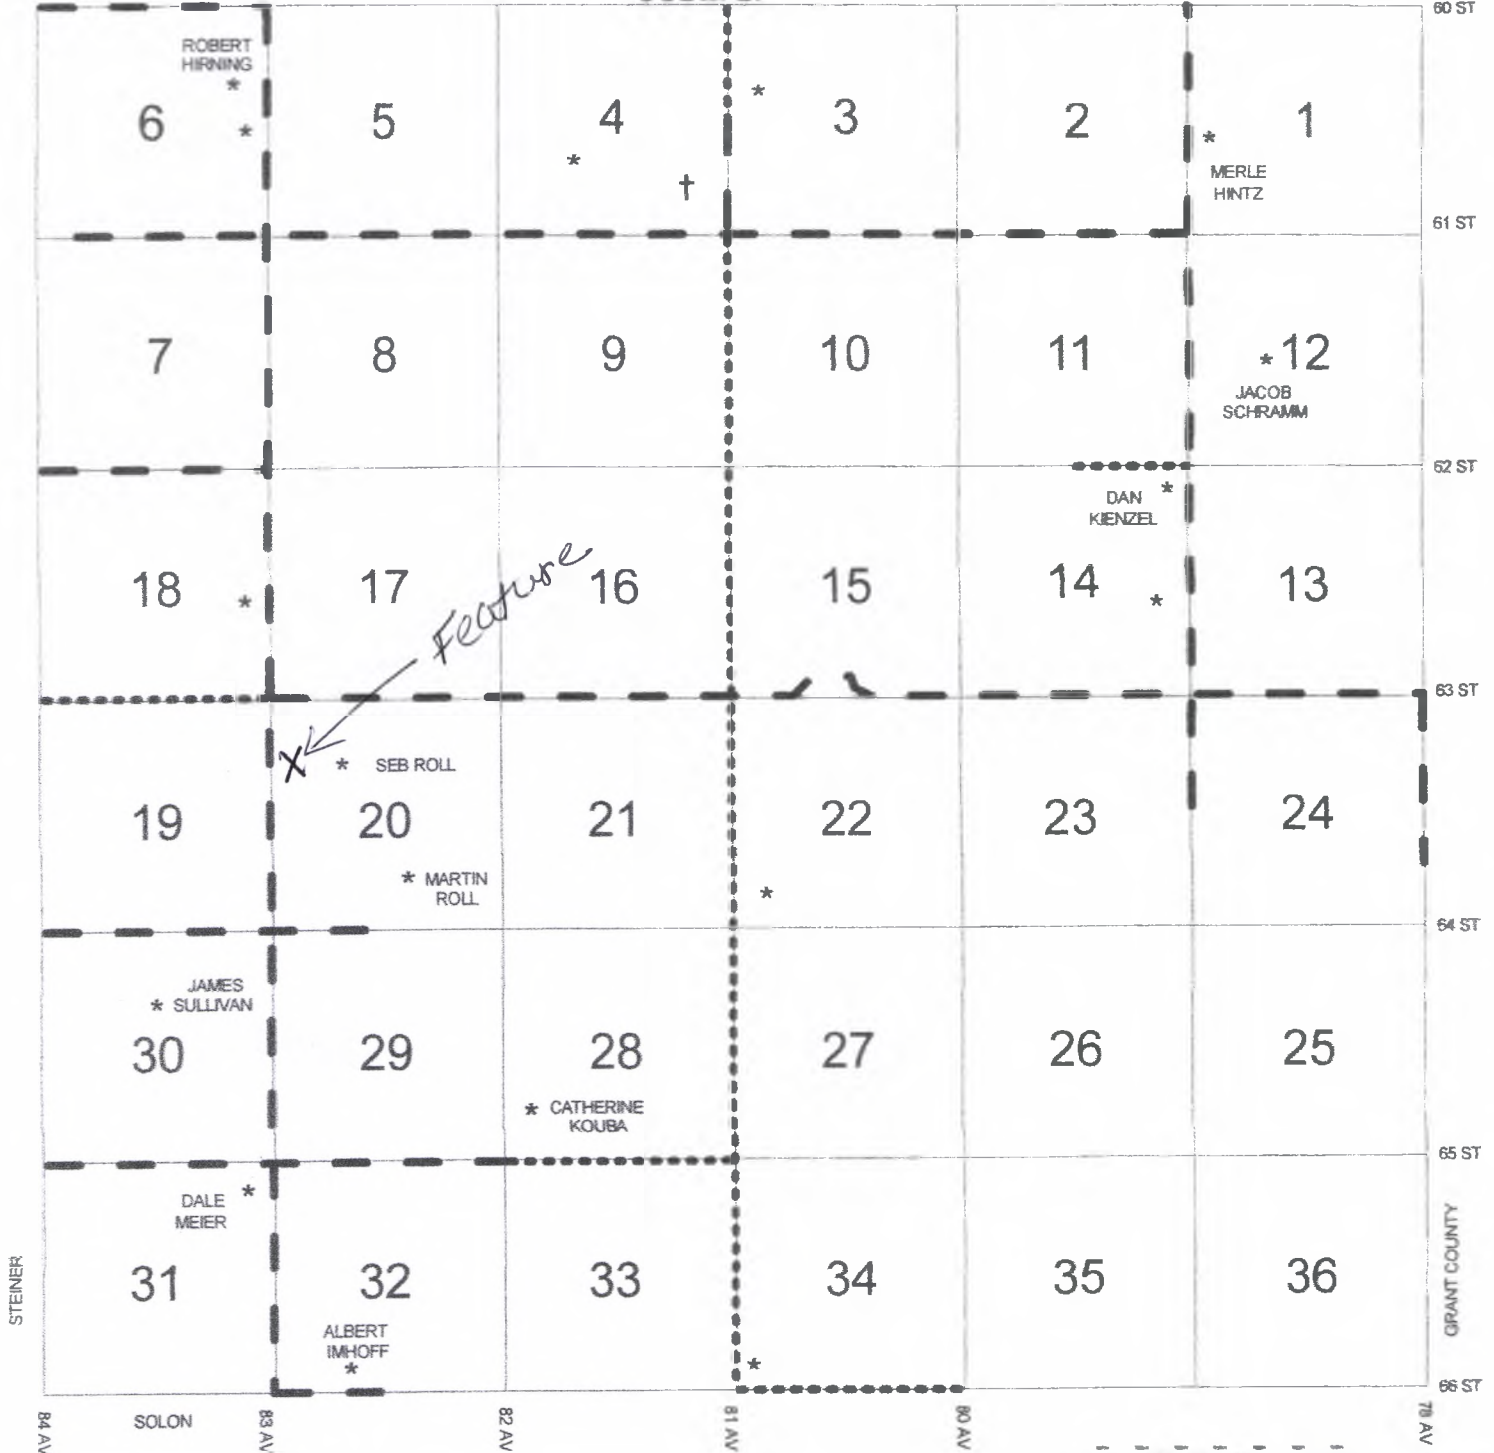 60 ST
ROBERT
HIRNING
*
*
6
5
4
*
†
*
3
2
1
*
MERLE
HINTZ
61 ST
7
8
9
10
11
* 12
JACOB
SCHRAMM
62 ST
DAN
KIENZEL
*
18
*
17
16
15
14
*
13
Feature
63 ST
X
* SEB ROLL
19
20
21
22
23
24
* MARTIN
ROLL
*
64 ST
JAMES
* SULLIVAN
30
29
28
27
26
25
* CATHERINE
KOUBA
65 ST
DALE
MEIER
*
31
32
33
34
35
36
ALBERT
IMHOFF
*
*
STEINER
GRANT COUNTY
66 ST
84 AV
SOLON
83 AV
82 AV
81 AV
80 AV
78 AV